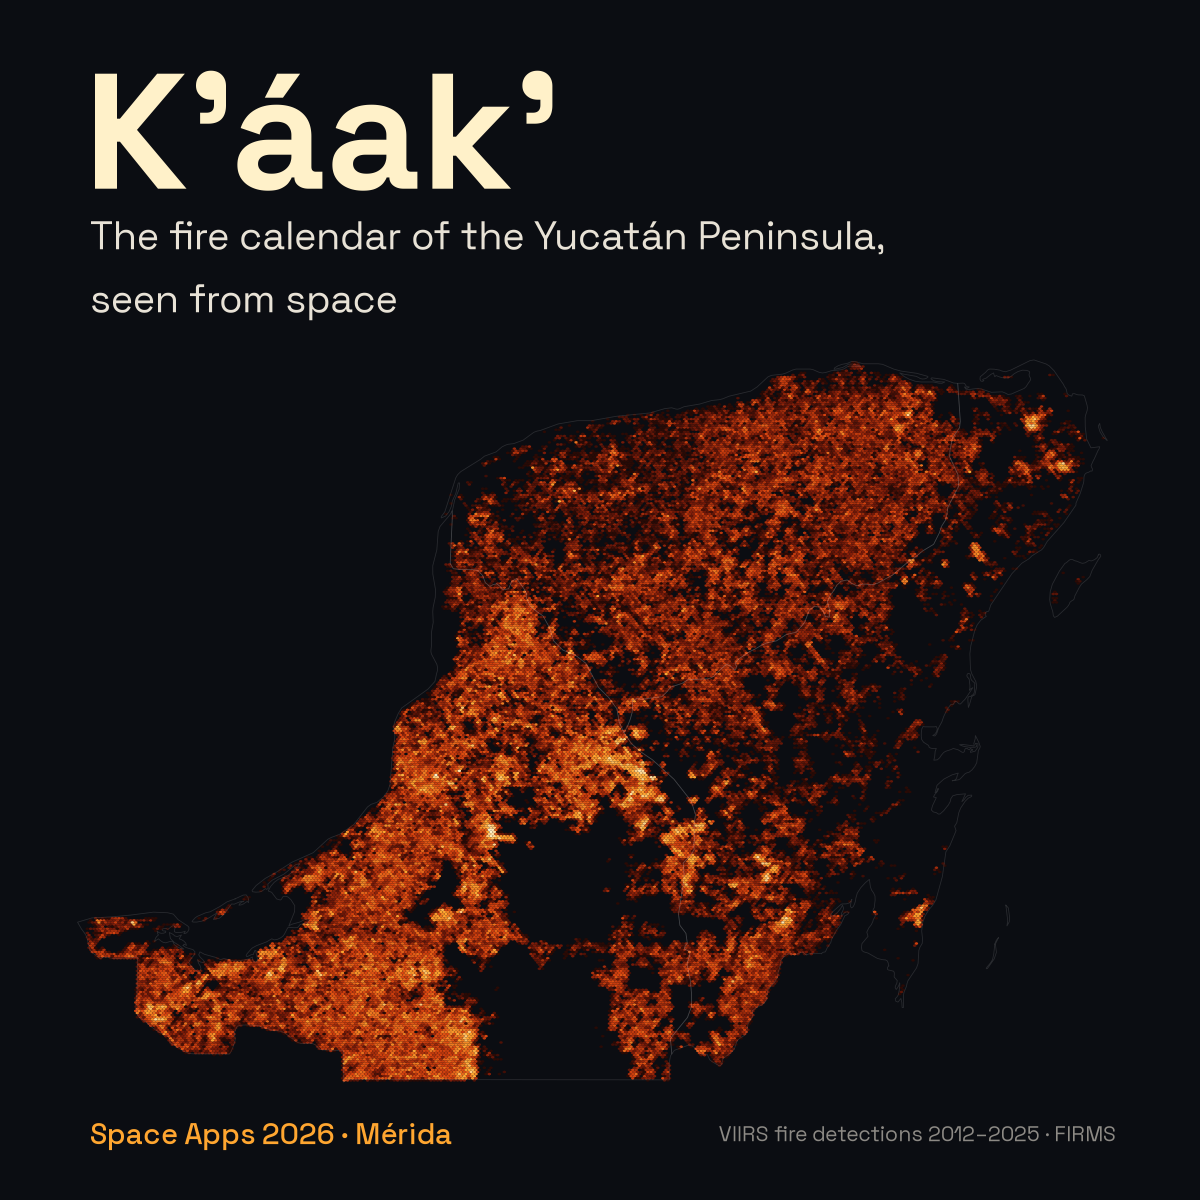 K’áak’
The fire calendar of the Yucatán Peninsula,
seen from space
Space Apps 2026 · Mérida
VIIRS fire detections 2012–2025 · FIRMS